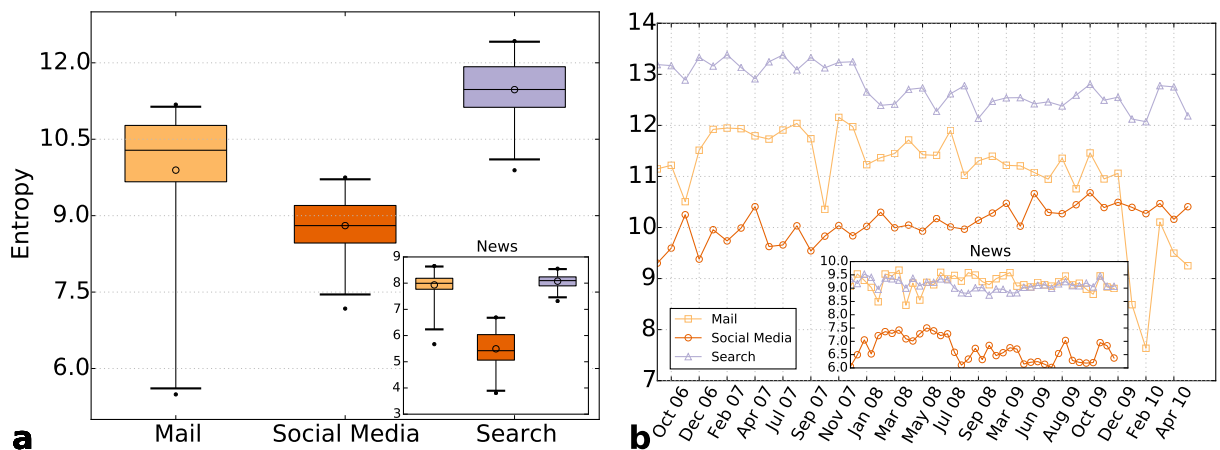 Entropy
12.0
10.5
9.0
7.5
6.0
News
9
8
7
6
5
4
3
Mail
Social Media
Search
a
14
13
12
11
10
9
8
7
News
10.0
9.5
9.0
8.5
8.0
7.5
7.0
6.5
6.0
Mail
Social Media
Search
Oct 06
Dec 06
Feb 07
Apr 07
Jul 07
Sep 07
Nov 07
Jan 08
Mar 08
May 08
Jul 08
Sep 08
Mar 09
Jun 09
Aug 09
Oct 09
Dec 09
Feb 10
Apr 10
b